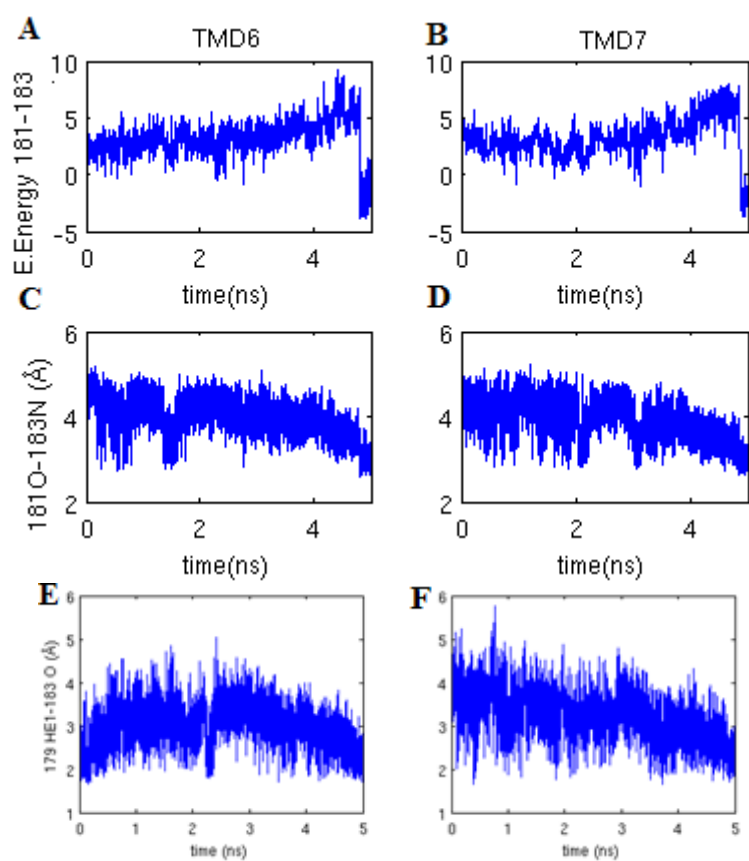 A TMD6 B TMD7
E.Energy 181-183
10 10
5 5
0 0
-5 -5
0 2 4 0 2 4
time(ns) time(ns)
C D
181O-183N (Å)
6 6
4 4
2 2
0 2 4 0 2 4
time(ns) time(ns)
E F
179 HE1-183 O (Å)
6 6
5 5
4 4
3 3
2 2
1 1
0 1 2 3 4 5 0 1 2 3 4 5
time (ns) time (ns)